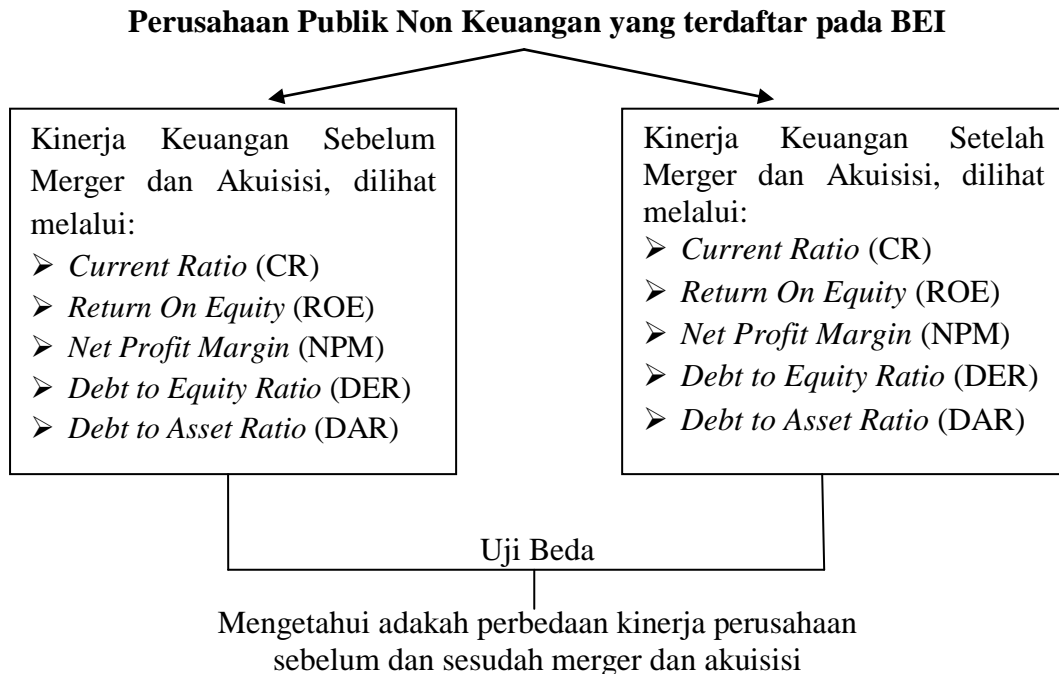 Perusahaan Publik Non Keuangan yang terdaftar pada BEI
Kinerja Keuangan Sebelum
Merger dan Akuisisi, dilihat
melalui:
➢ Current Ratio (CR)
➢ Return On Equity (ROE)
➢ Net Profit Margin (NPM)
➢ Debt to Equity Ratio (DER)
➢ Debt to Asset Ratio (DAR)
Kinerja Keuangan Setelah
Merger dan Akuisisi, dilihat
melalui:
➢ Current Ratio (CR)
➢ Return On Equity (ROE)
➢ Net Profit Margin (NPM)
➢ Debt to Equity Ratio (DER)
➢ Debt to Asset Ratio (DAR)
Uji Beda
Mengetahui adakah perbedaan kinerja perusahaan
sebelum dan sesudah merger dan akuisisi